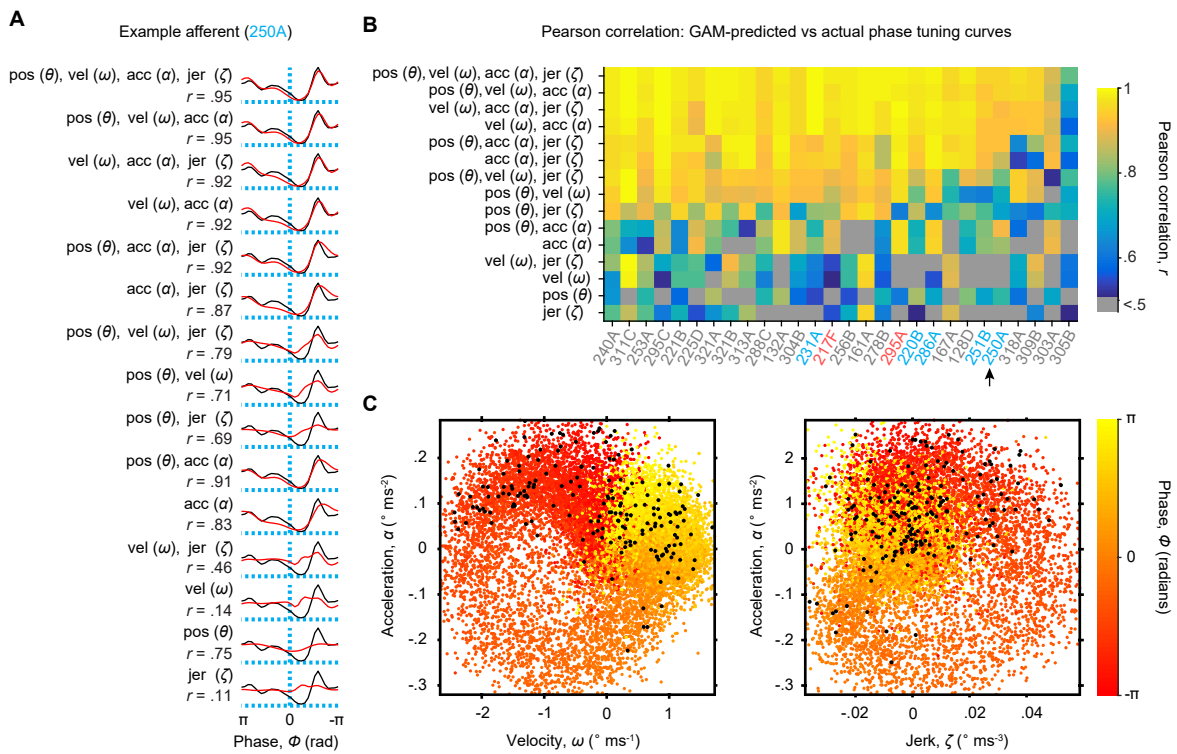 A
Example afferent (250A)
pos (θ), vel (ω), acc (α), jer (ζ)
r = .95
pos (θ), vel (ω), acc (α)
r = .95
vel (ω), acc (α), jer (ζ)
r = .92
vel (ω), acc (α)
r = .92
pos (θ), acc (α), jer (ζ)
r = .92
acc (α), jer (ζ)
r = .87
pos (θ), vel (ω), jer (ζ)
r = .79
pos (θ), vel (ω)
r = .71
pos (θ), jer (ζ)
r = .69
pos (θ), acc (α)
r = .91
acc (α)
r = .83
vel (ω), jer (ζ)
r = .46
vel (ω)
r = .14
pos (θ)
r = .75
jer (ζ)
r = .11
π 0 -π
Phase, Φ (rad)
B
Pearson correlation: GAM-predicted vs actual phase tuning curves
pos (θ), vel (ω), acc (α), jer (ζ)
pos (θ), vel (ω), acc (α)
vel (ω), acc (α), jer (ζ)
vel (ω), acc (α)
pos (θ), acc (α), jer (ζ)
acc (α), jer (ζ)
pos (θ), vel (ω), jer (ζ)
pos (θ), vel (ω)
pos (θ), jer (ζ)
pos (θ), acc (α)
acc (α)
vel (ω), jer (ζ)
vel (ω)
pos (θ)
jer (ζ)
240A 311C 253A 295C 221B 225D 321A 321B 313A 288C 132A 304B 231A 217F 256B 161A 278B 295A 220B 286A 167A 128D 251B 250A 318A 309B 303A 305B
1
.8
.6
<.5
Pearson correlation, r
C
.2
.1
0
-.1
-.2
-.3
Acceleration, α (° ms-2)
-2 -1 0 1
Velocity, ω (° ms-1)
.2
.1
0
-.1
-.2
-.3
Acceleration, α (° ms-2)
-.02 0 .02 .04
Jerk, ζ (° ms-3)
π
0
-π
Phase, Φ (radians)